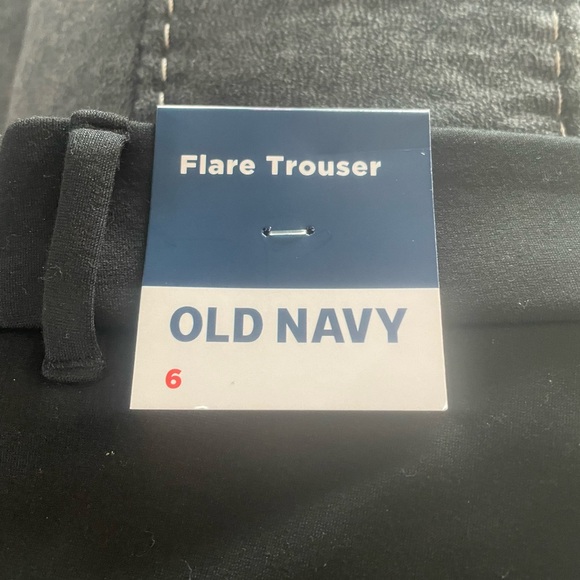 Flare Trouser
OLD NAVY
6